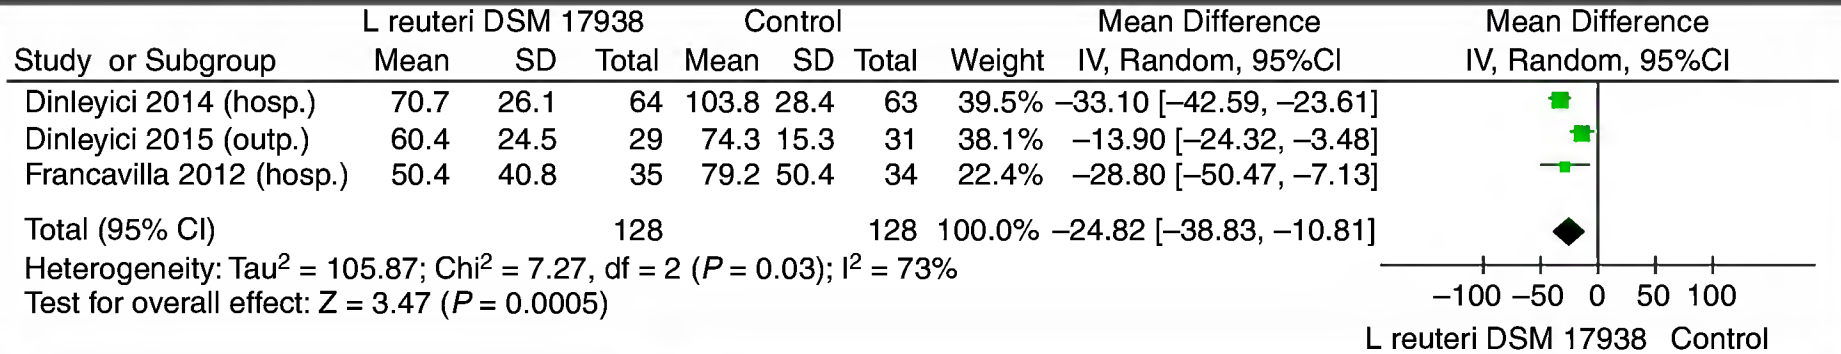 L reuteri DSM 17938 Control Mean Difference Mean Difference
Study or Subgroup Mean SD Total Mean SD Total Weight IV, Random, 95%CI IV, Random, 95%CI
Dinleyici 2014 (hosp.) 70.7 26.1 64 103.8 28.4 63 39.5% –33.10 [–42.59, –23.61]
Dinleyici 2015 (outp.) 60.4 24.5 29 74.3 15.3 31 38.1% –13.90 [–24.32, –3.48]
Francavilla 2012 (hosp.) 50.4 40.8 35 79.2 50.4 34 22.4% –28.80 [–50.47, –7.13]
Total (95% CI) 128 128 100.0% –24.82 [–38.83, –10.81]
Heterogeneity: Tau² = 105.87; Chi² = 7.27, df = 2 (P = 0.03); I² = 73%
Test for overall effect: Z = 3.47 (P = 0.0005)
–100 –50 0 50 100
L reuteri DSM 17938 Control